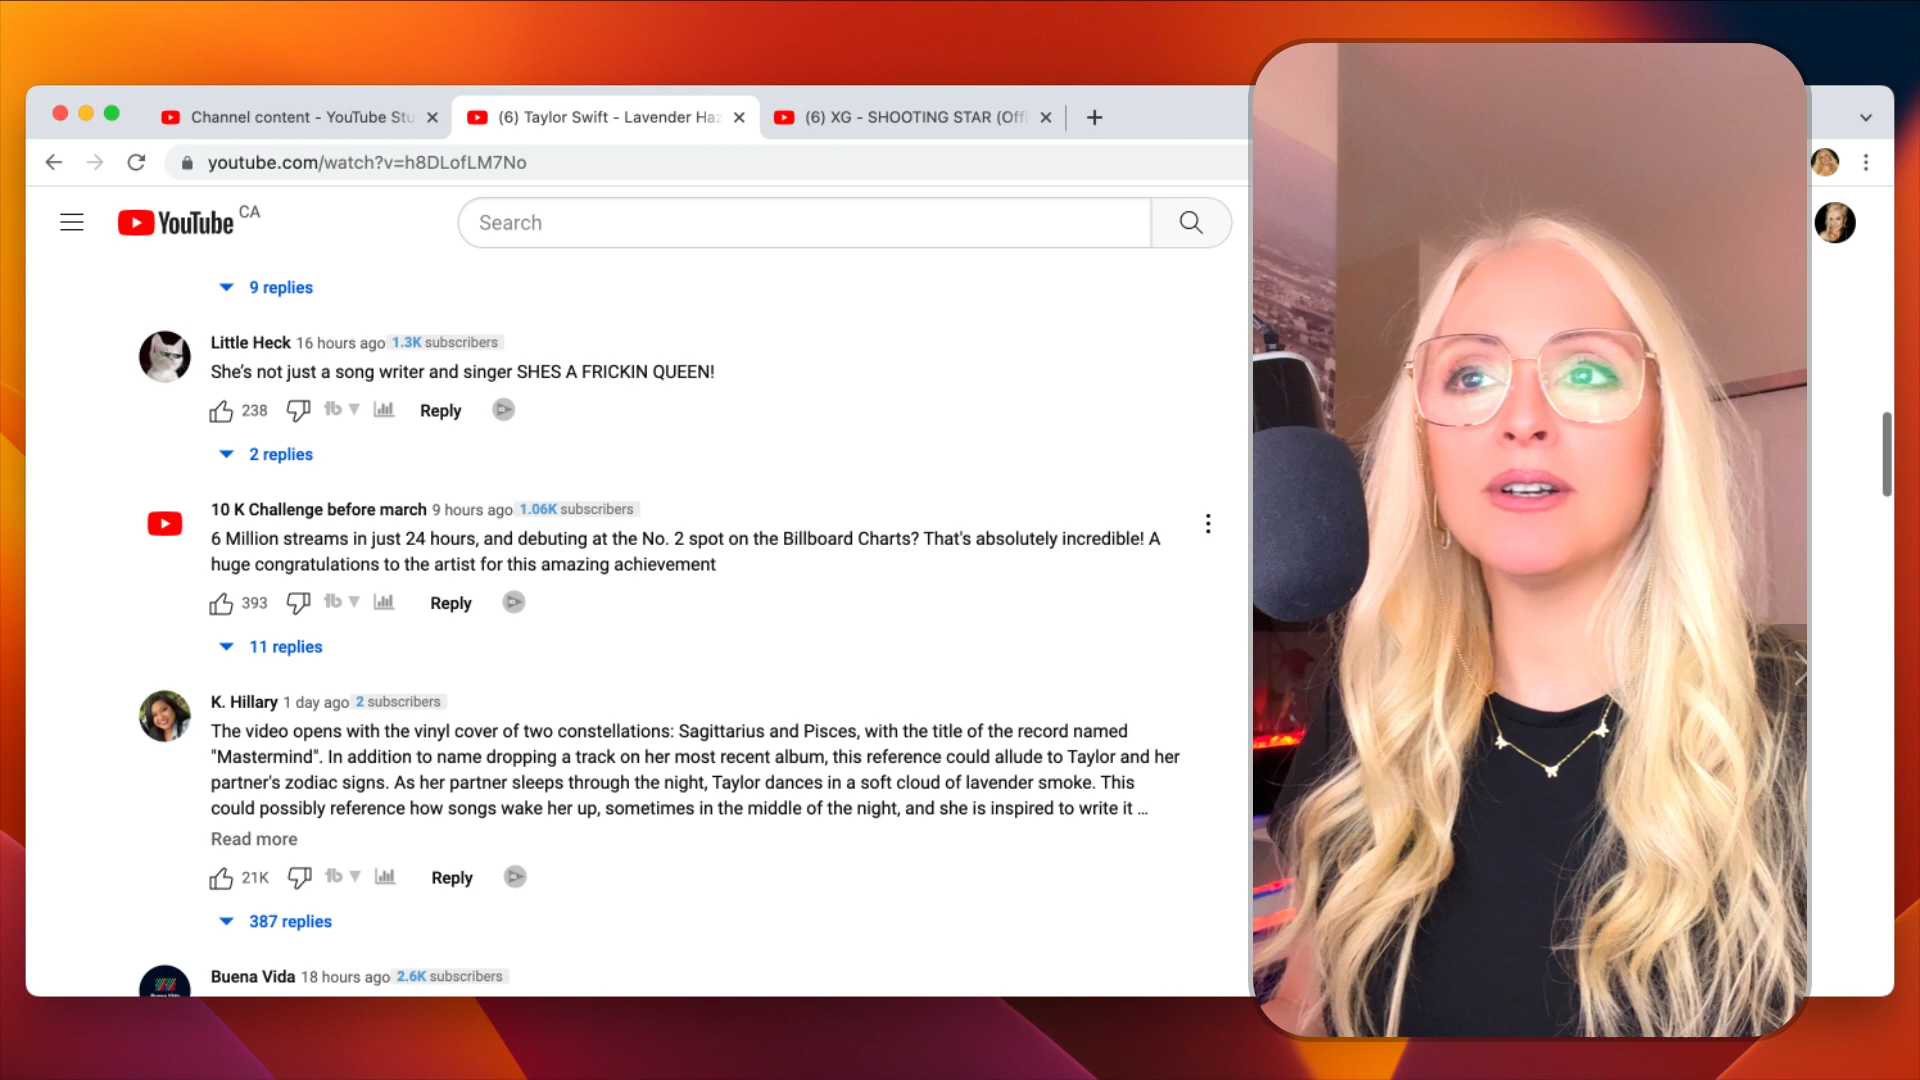 Channel content - YouTube Stu
(6) Taylor Swift - Lavender Haz
(6) XG - SHOOTING STAR (Offi
youtube.com/watch?v=h8DLofLM7No
YouTube CA
Search
9 replies
Little Heck 16 hours ago 1.3K subscribers
She’s not just a song writer and singer SHES A FRICKIN QUEEN!
238 Reply
2 replies
10 K Challenge before march 9 hours ago 1.06K subscribers
6 Million streams in just 24 hours, and debuting at the No. 2 spot on the Billboard Charts? That's absolutely incredible! A
huge congratulations to the artist for this amazing achievement
393 Reply
11 replies
K. Hillary 1 day ago 2 subscribers
The video opens with the vinyl cover of two constellations: Sagittarius and Pisces, with the title of the record named
"Mastermind". In addition to name dropping a track on her most recent album, this reference could allude to Taylor and her
partner's zodiac signs. As her partner sleeps through the night, Taylor dances in a soft cloud of lavender smoke. This
could possibly reference how songs wake her up, sometimes in the middle of the night, and she is inspired to write it ...
Read more
21K Reply
387 replies
Buena Vida 18 hours ago 2.6K subscribers